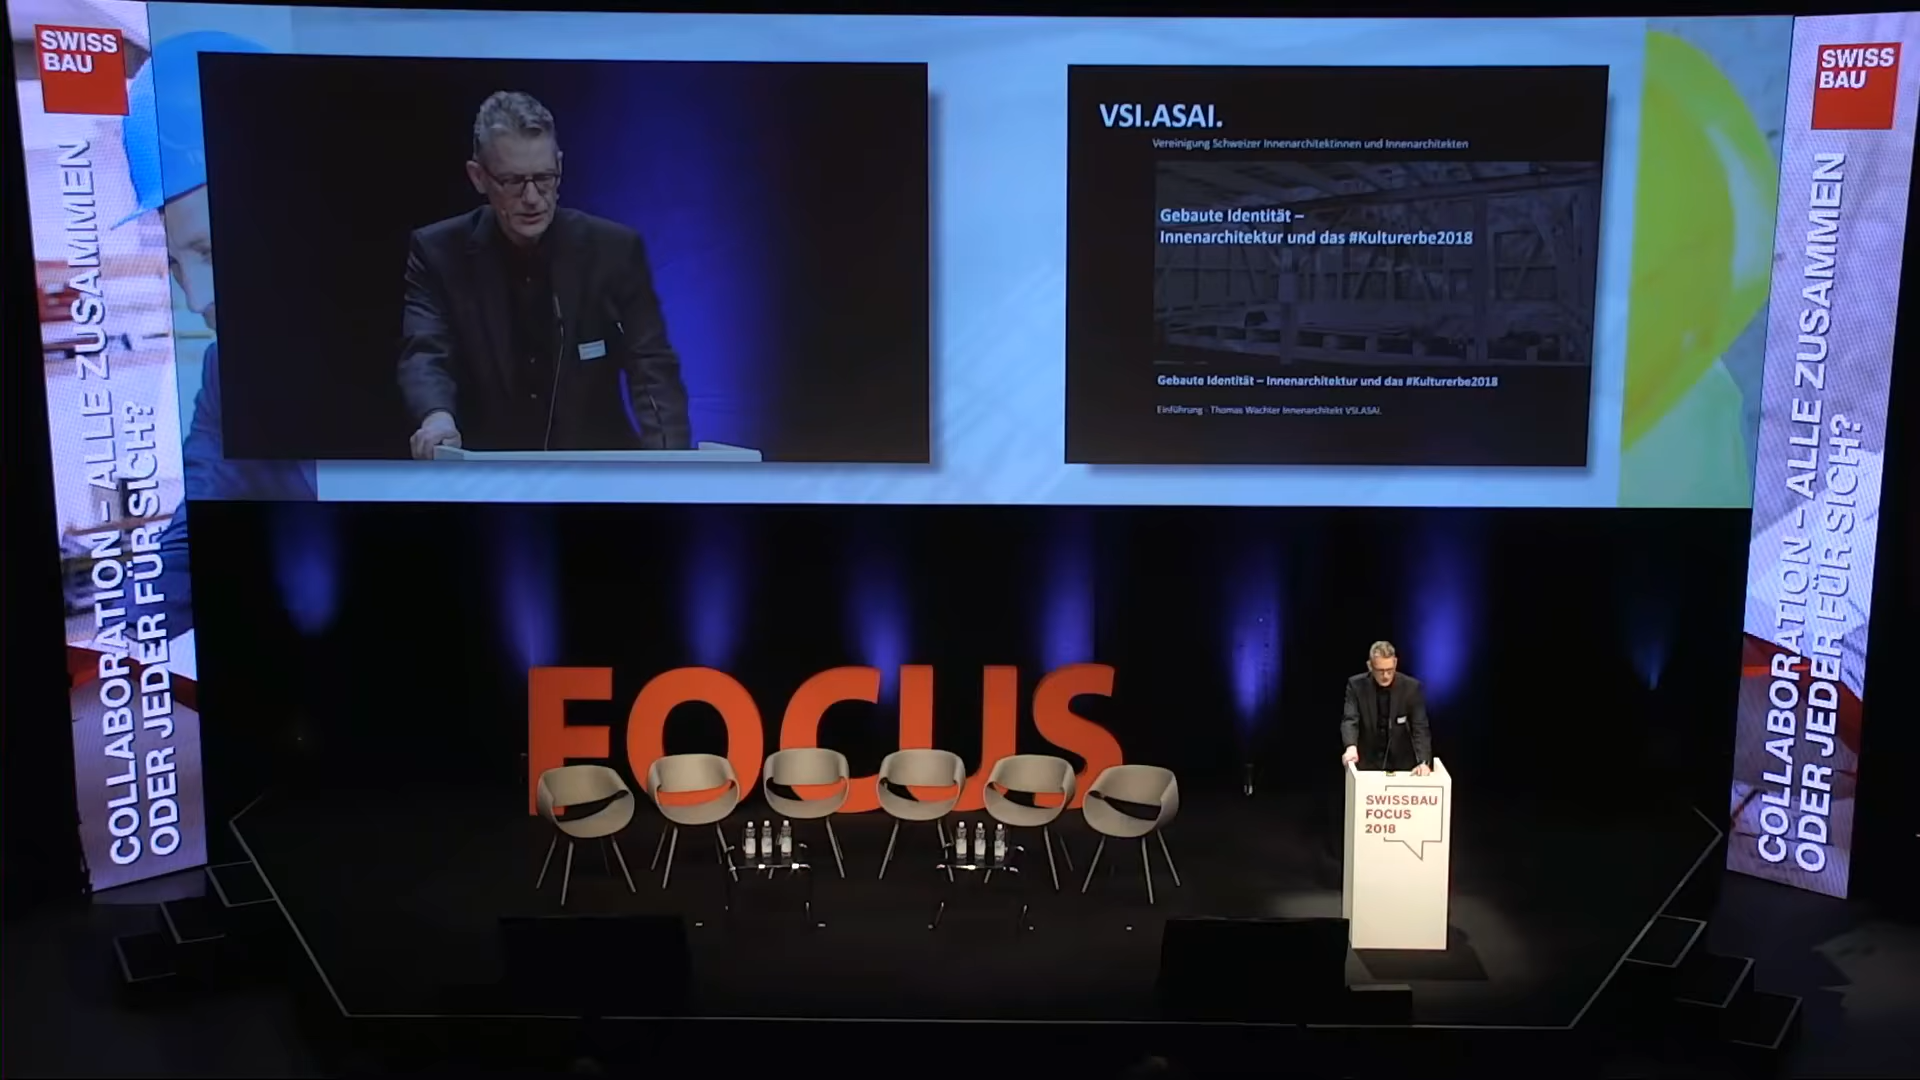 SWISS
BAU
COLLABORATION – ALLE ZUSAMMEN
ODER JEDER FÜR SICH?
VSI.ASAI.
Vereinigung Schweizer Innenarchitektinnen und Innenarchitekten
Gebaute Identität –
Innenarchitektur und das #Kulturerbe2018
Gebaute Identität – Innenarchitektur und das #Kulturerbe2018
Einführung - Thomas Wachter Innenarchitekt VSI.ASAI.
SWISS
BAU
COLLABORATION – ALLE ZUSAMMEN
ODER JEDER FÜR SICH?
FOCUS
SWISSBAU
FOCUS
2018